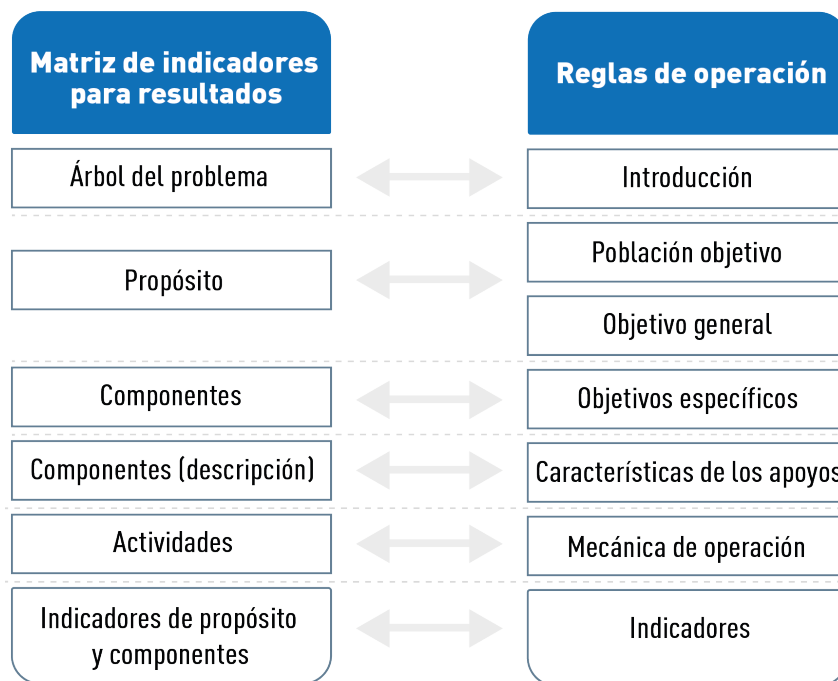 Matriz de indicadores
para resultados
Reglas de operación
Árbol del problema
Introducción
Propósito
Población objetivo
Objetivo general
Componentes
Objetivos específicos
Componentes (descripción)
Características de los apoyos
Actividades
Mecánica de operación
Indicadores de propósito
y componentes
Indicadores